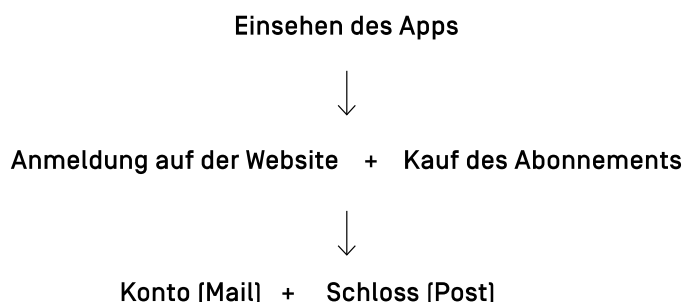 Einsehen des Apps
Anmeldung auf der Website + Kauf des Abonnements
Konto (Mail) + Schloss (Post)